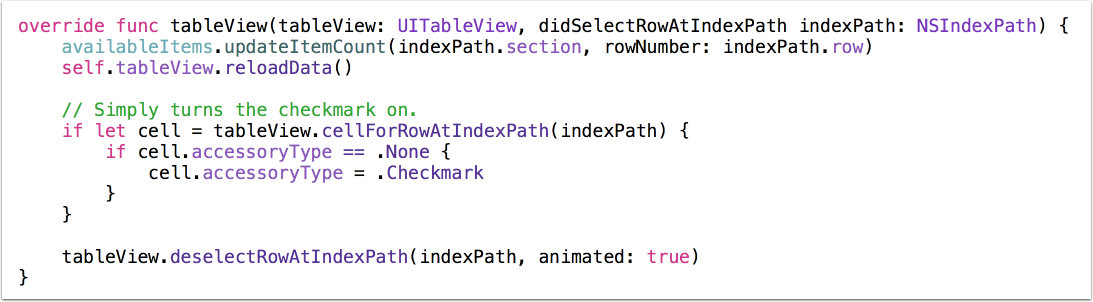 override func tableView(tableView: UITableView, didSelectRowAtIndexPath indexPath: NSIndexPath) {
    availableItems.updateItemCount(indexPath.section, rowNumber: indexPath.row)
    self.tableView.reloadData()

    // Simply turns the checkmark on.
    if let cell = tableView.cellForRowAtIndexPath(indexPath) {
        if cell.accessoryType == .None {
            cell.accessoryType = .Checkmark
        }
    }

    tableView.deselectRowAtIndexPath(indexPath, animated: true)
}